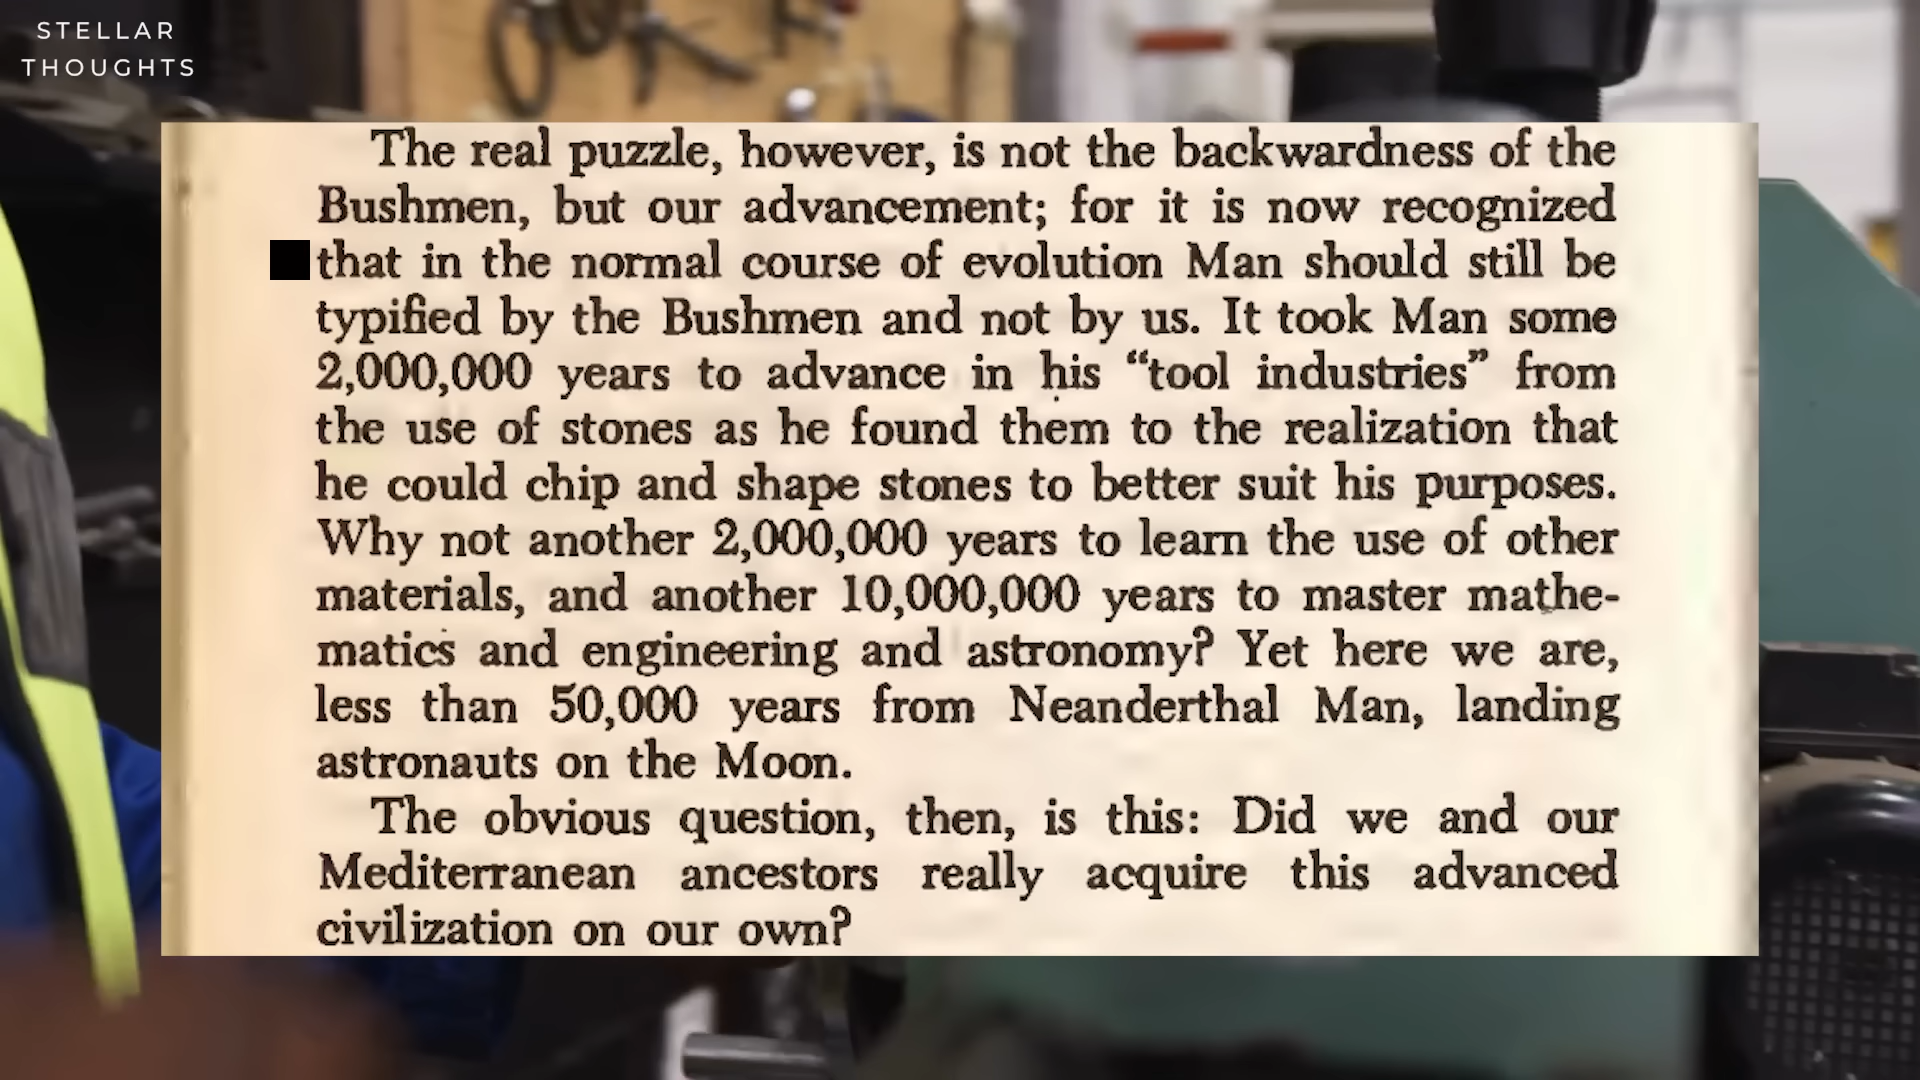 STELLAR
THOUGHTS
The real puzzle, however, is not the backwardness of the
Bushmen, but our advancement; for it is now recognized
that in the normal course of evolution Man should still be
typified by the Bushmen and not by us. It took Man some
2,000,000 years to advance in his “tool industries” from
the use of stones as he found them to the realization that
he could chip and shape stones to better suit his purposes.
Why not another 2,000,000 years to learn the use of other
materials, and another 10,000,000 years to master mathe-
matics and engineering and astronomy? Yet here we are,
less than 50,000 years from Neanderthal Man, landing
astronauts on the Moon.
The obvious question, then, is this: Did we and our
Mediterranean ancestors really acquire this advanced
civilization on our own?